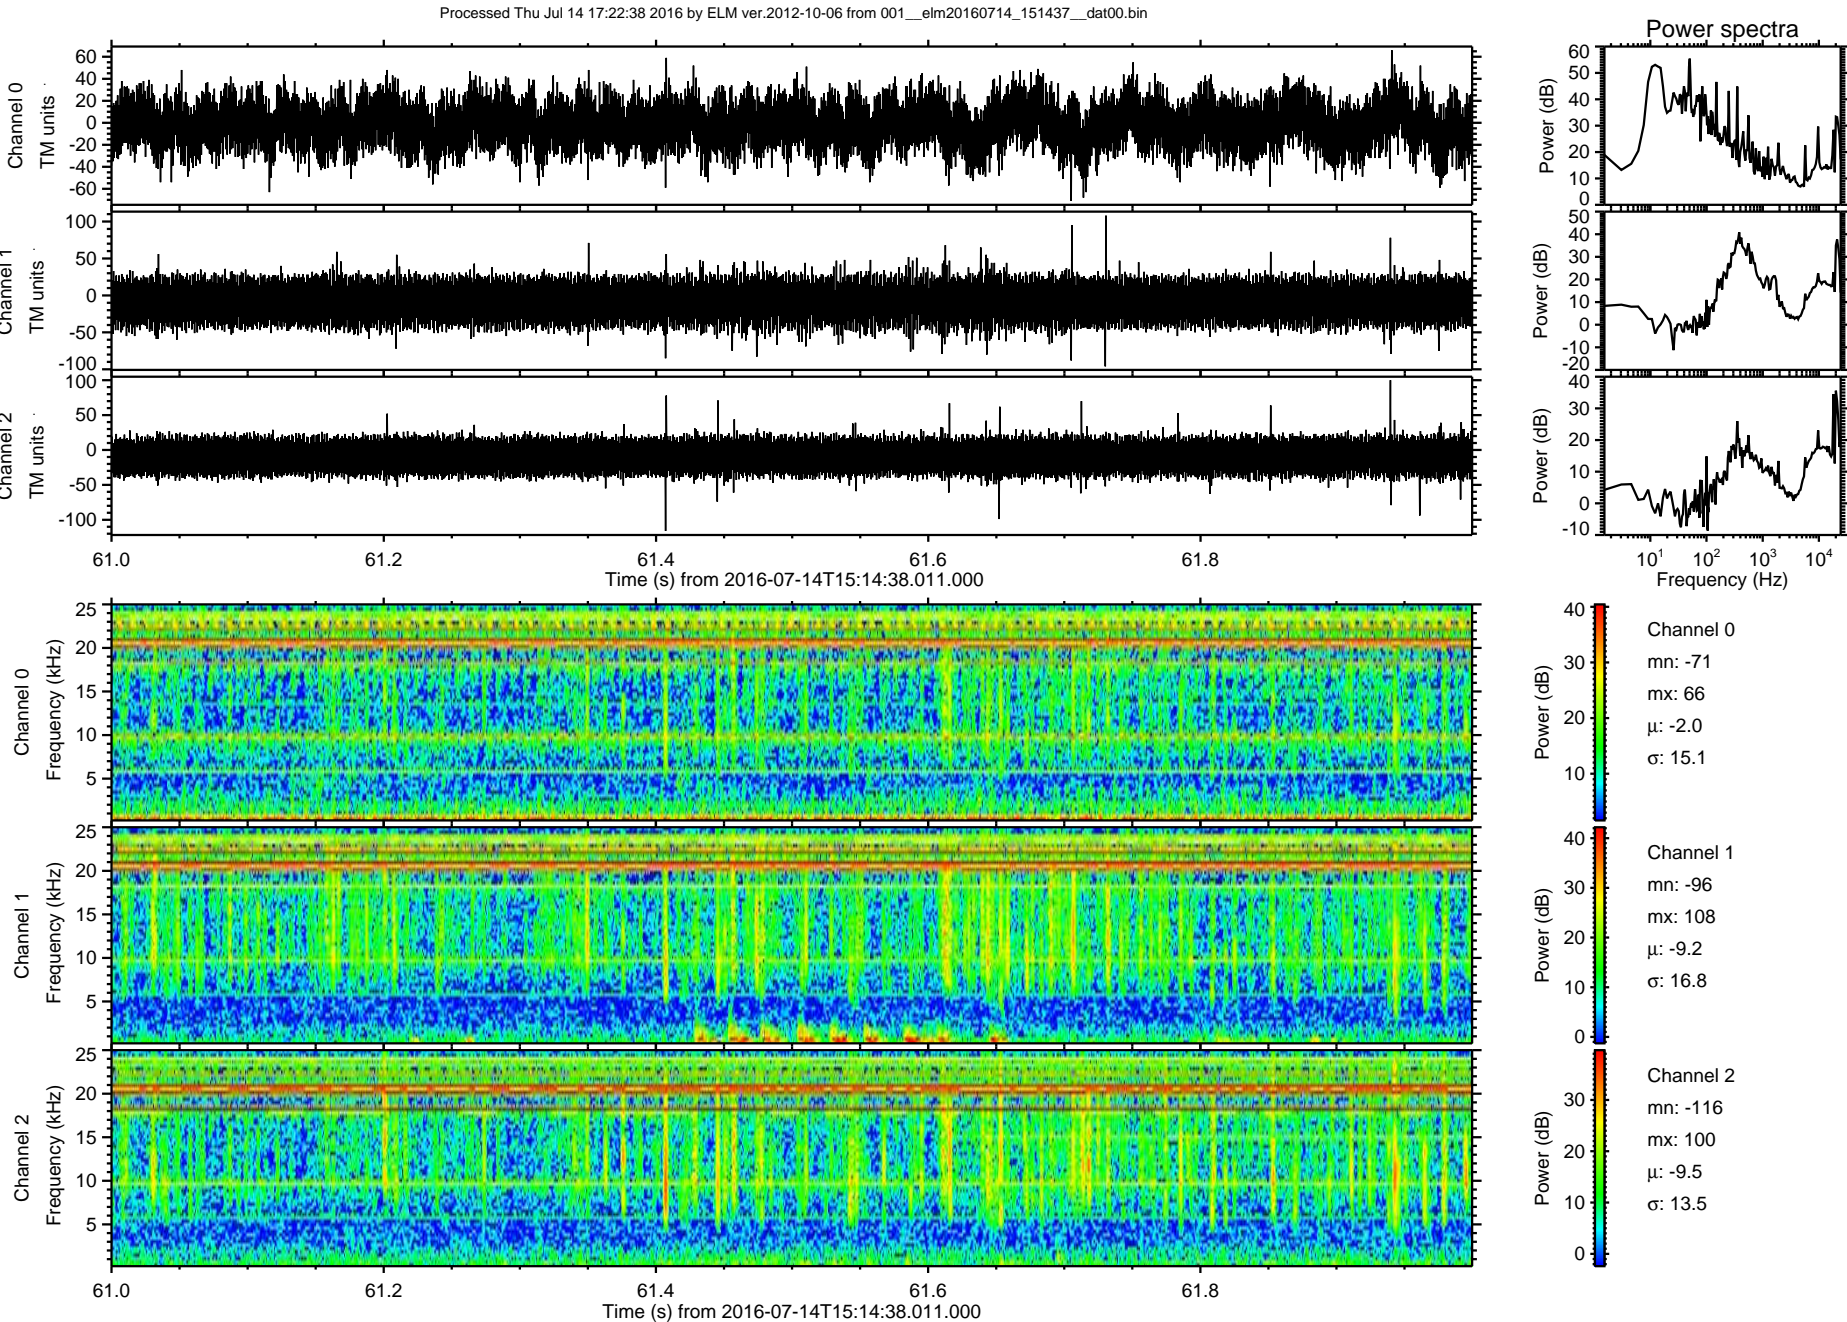 Processed Thu Jul 14 17:22:38 2016 by ELM ver.2012-10-06 from 001__elm20160714_151437__dat00.bin
Power spectra
Channel 0
TM units
60
40
20
0
-20
-40
-60
Power (dB)
60
50
40
30
20
10
0
Channel 1
TM units
100
50
0
-50
-100
Power (dB)
50
40
30
20
10
0
-10
-20
Channel 2
TM units
100
50
0
-50
-100
Power (dB)
40
30
20
10
0
-10
61.0 61.2 61.4 61.6 61.8
Time (s) from 2016-07-14T15:14:38.011.000
10^1 10^2 10^3 10^4
Frequency (Hz)
Channel 0
Frequency (kHz)
25
20
15
10
5
Power (dB)
40
30
20
10
Channel 0
mn: -71
mx: 66
μ: -2.0
σ: 15.1
Channel 1
Frequency (kHz)
25
20
15
10
5
Power (dB)
40
30
20
10
0
Channel 1
mn: -96
mx: 108
μ: -9.2
σ: 16.8
Channel 2
Frequency (kHz)
25
20
15
10
5
Power (dB)
30
20
10
0
Channel 2
mn: -116
mx: 100
μ: -9.5
σ: 13.5
61.0 61.2 61.4 61.6 61.8
Time (s) from 2016-07-14T15:14:38.011.000